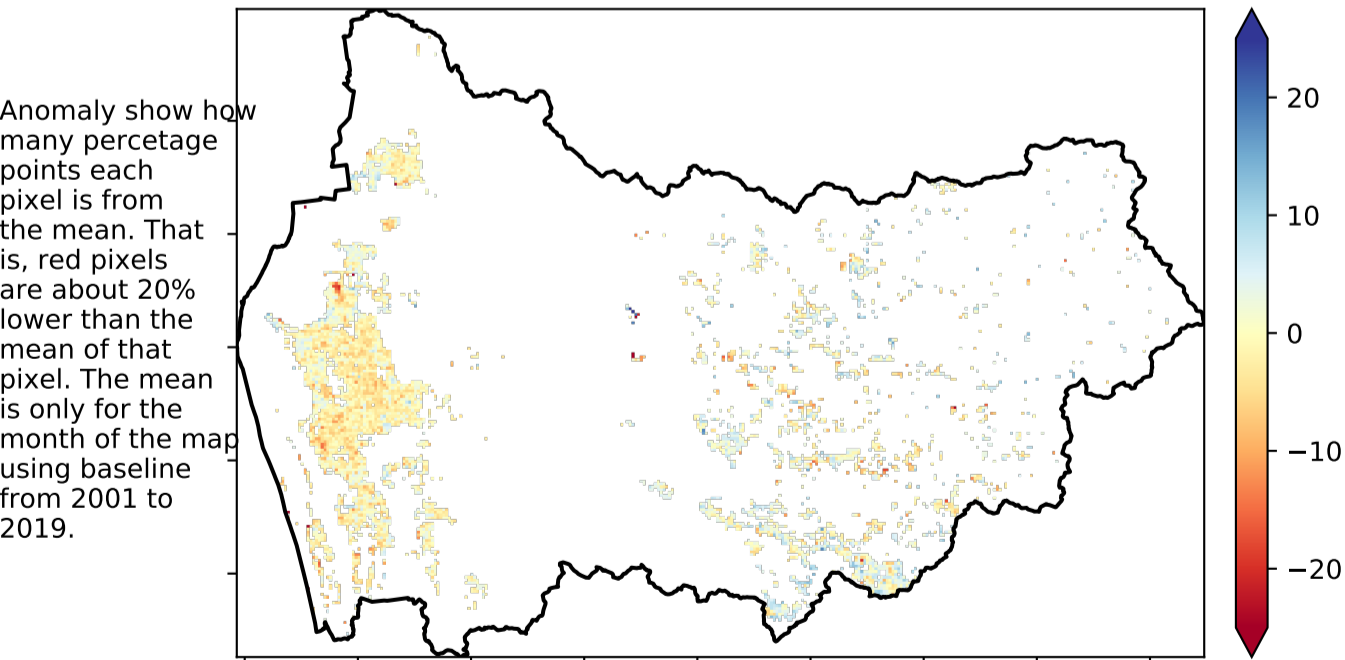 Anomaly show how
many percetage
points each
pixel is from
the mean. That
is, red pixels
are about 20%
lower than the
mean of that
pixel. The mean
is only for the
month of the map
using baseline
from 2001 to
2019.
20
10
0
−10
−20